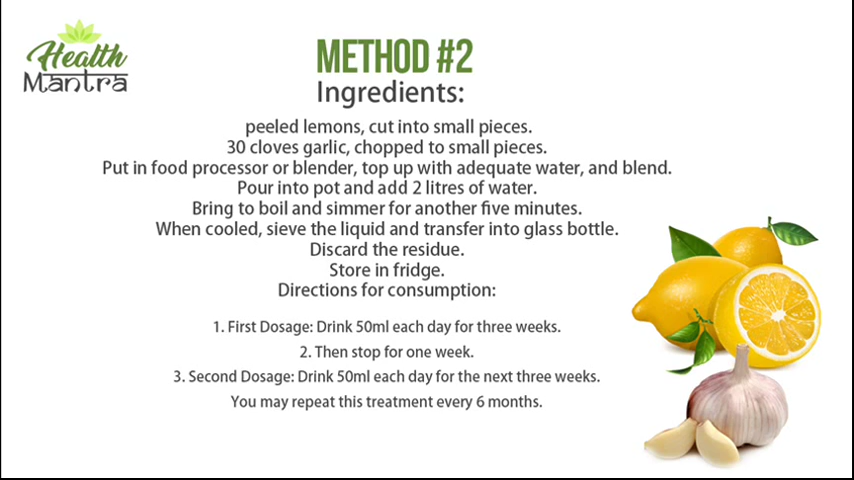 Health
Mantra
METHOD #2
Ingredients:
peeled lemons, cut into small pieces.
30 cloves garlic, chopped to small pieces.
Put in food processor or blender, top up with adequate water, and blend.
Pour into pot and add 2 litres of water.
Bring to boil and simmer for another five minutes.
When cooled, sieve the liquid and transfer into glass bottle.
Discard the residue.
Store in fridge.
Directions for consumption:
1. First Dosage: Drink 50ml each day for three weeks.
2. Then stop for one week.
3. Second Dosage: Drink 50ml each day for the next three weeks.
You may repeat this treatment every 6 months.